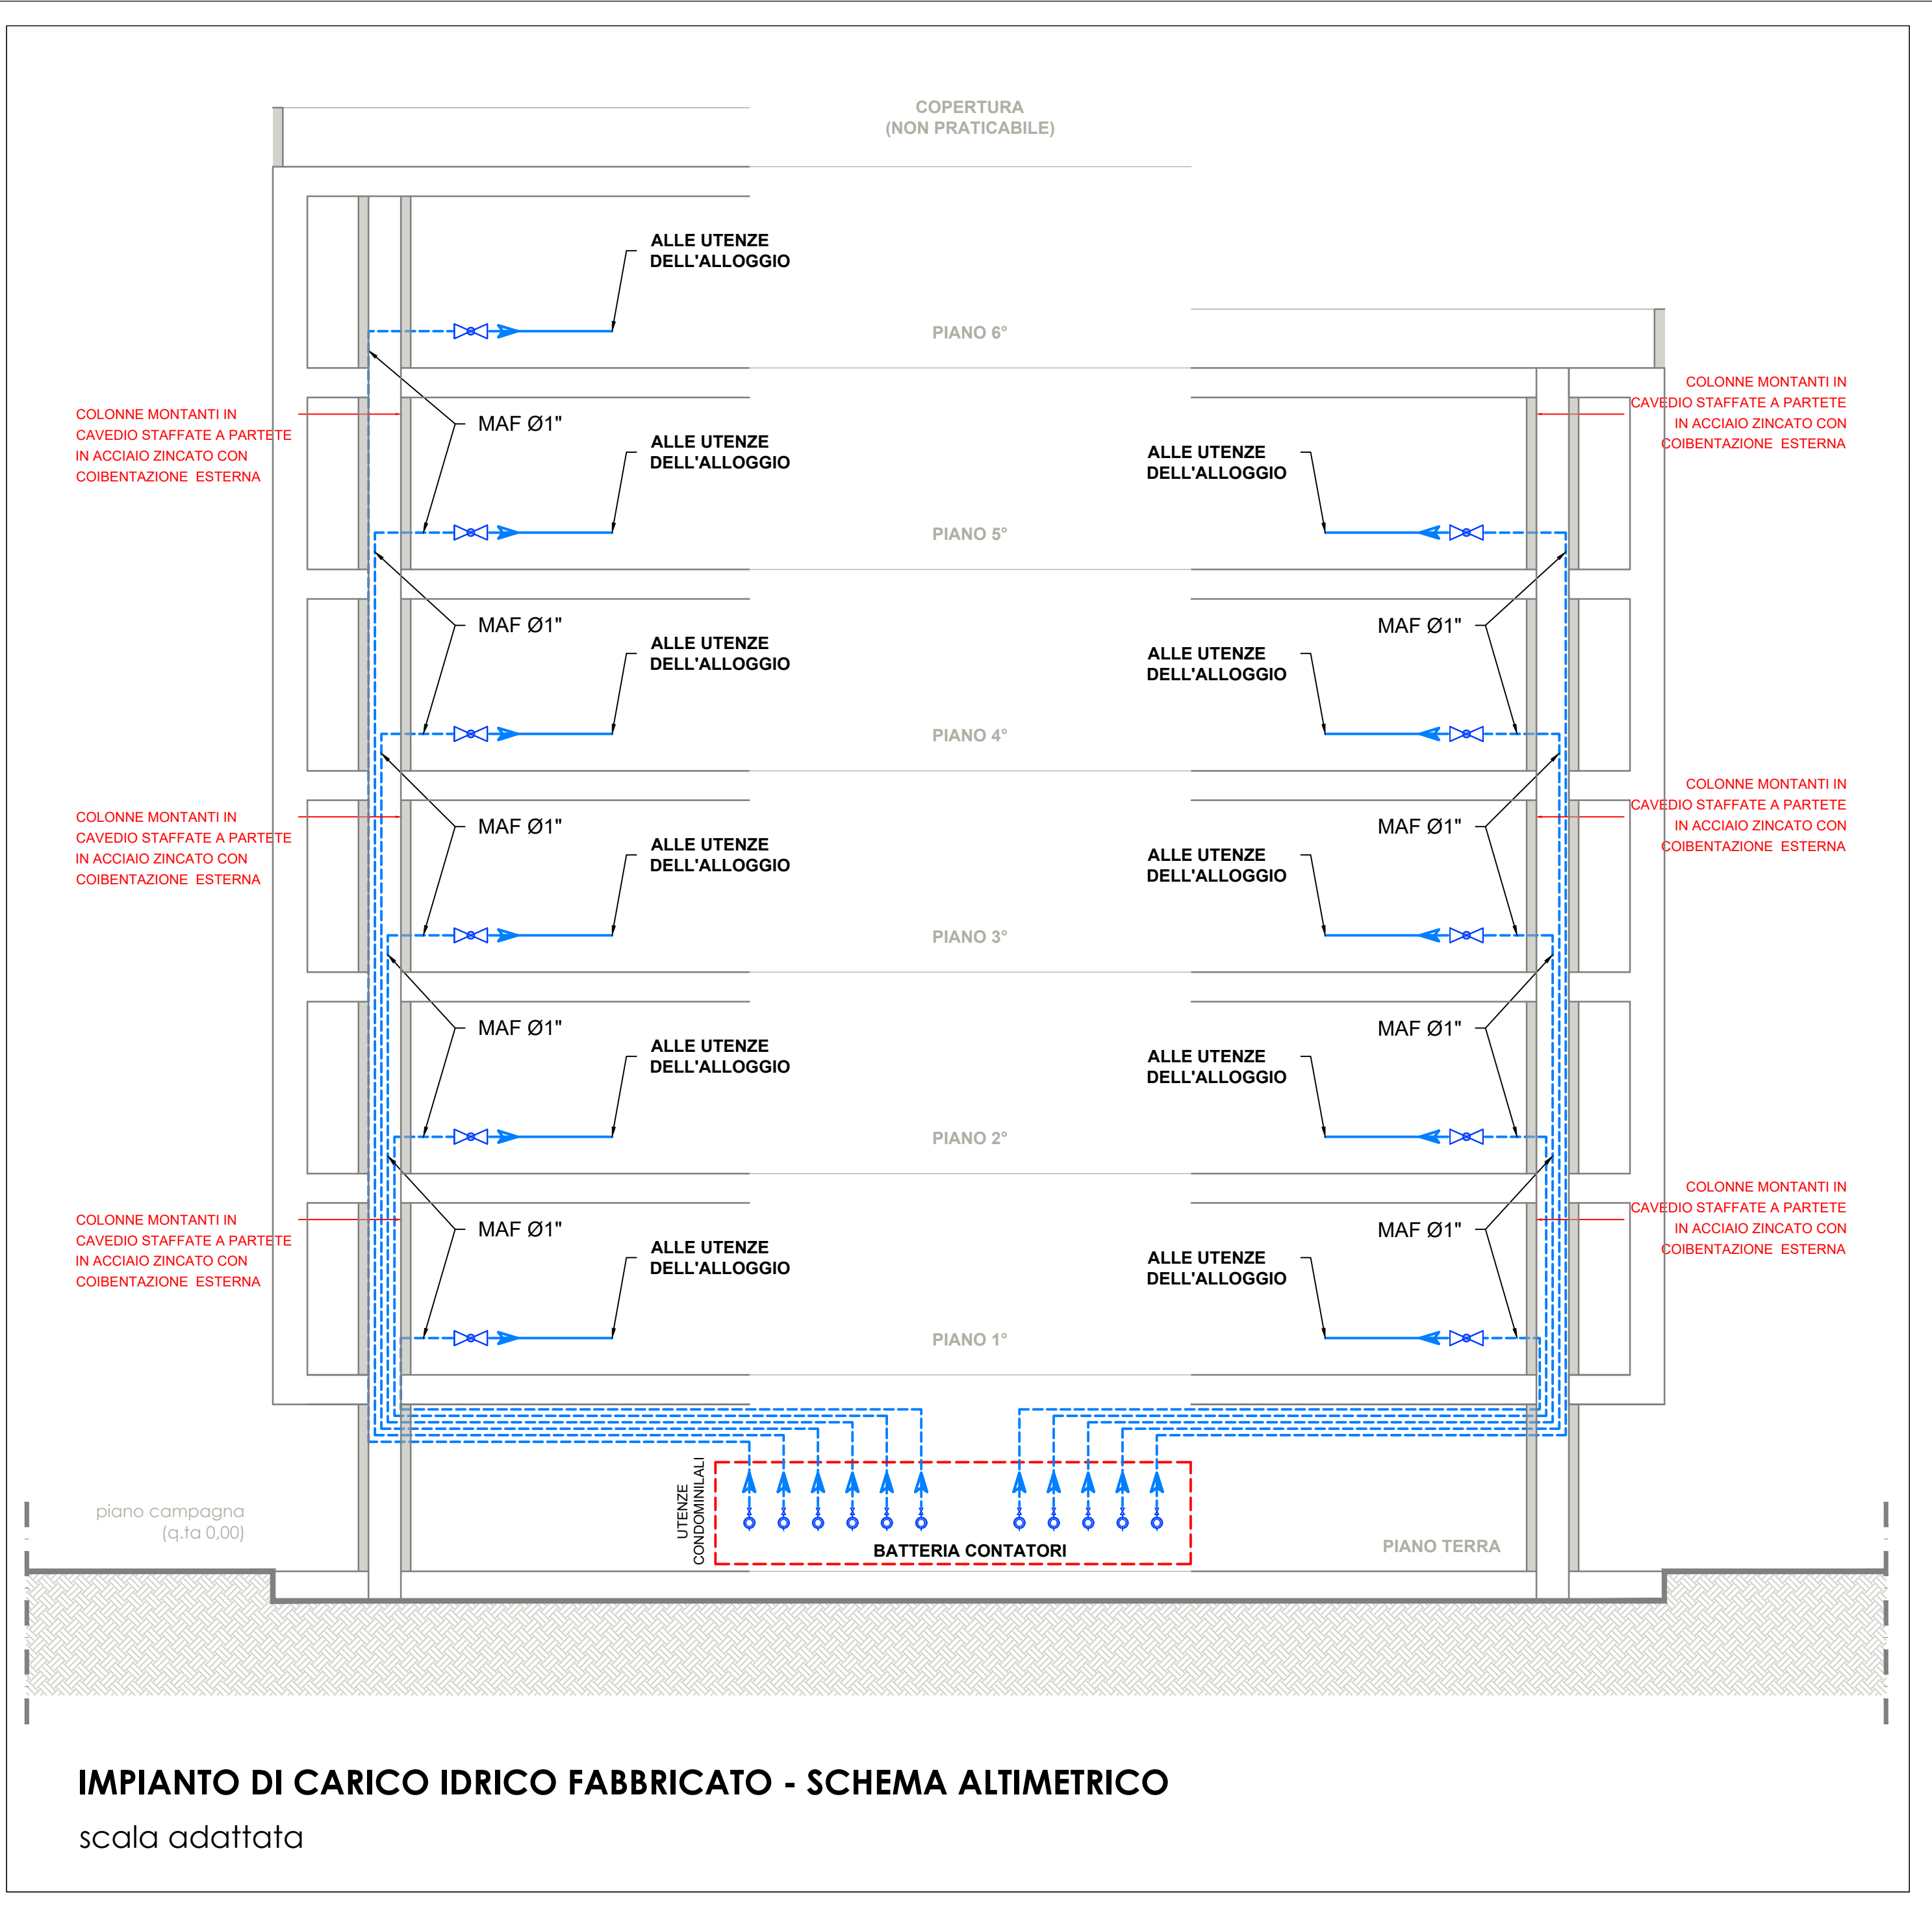 COPERTURA
(NON PRATICABILE)
ALLE UTENZE
DELL'ALLOGGIO
PIANO 6°
COLONNE MONTANTI IN
CAVEDIO STAFFATE A PARTETE
IN ACCIAIO ZINCATO CON
COIBENTAZIONE ESTERNA
MAF Ø1"
ALLE UTENZE
DELL'ALLOGGIO
ALLE UTENZE
DELL'ALLOGGIO
COLONNE MONTANTI IN
CAVEDIO STAFFATE A PARTETE
IN ACCIAIO ZINCATO CON
COIBENTAZIONE ESTERNA
PIANO 5°
MAF Ø1"
ALLE UTENZE
DELL'ALLOGGIO
ALLE UTENZE
DELL'ALLOGGIO
MAF Ø1"
PIANO 4°
COLONNE MONTANTI IN
CAVEDIO STAFFATE A PARTETE
IN ACCIAIO ZINCATO CON
COIBENTAZIONE ESTERNA
MAF Ø1"
ALLE UTENZE
DELL'ALLOGGIO
ALLE UTENZE
DELL'ALLOGGIO
MAF Ø1"
COLONNE MONTANTI IN
CAVEDIO STAFFATE A PARTETE
IN ACCIAIO ZINCATO CON
COIBENTAZIONE ESTERNA
PIANO 3°
MAF Ø1"
ALLE UTENZE
DELL'ALLOGGIO
ALLE UTENZE
DELL'ALLOGGIO
MAF Ø1"
PIANO 2°
COLONNE MONTANTI IN
CAVEDIO STAFFATE A PARTETE
IN ACCIAIO ZINCATO CON
COIBENTAZIONE ESTERNA
MAF Ø1"
ALLE UTENZE
DELL'ALLOGGIO
ALLE UTENZE
DELL'ALLOGGIO
MAF Ø1"
COLONNE MONTANTI IN
CAVEDIO STAFFATE A PARTETE
IN ACCIAIO ZINCATO CON
COIBENTAZIONE ESTERNA
PIANO 1°
piano campagna
(q.ta 0,00)
UTENZE
CONDOMINILALI
BATTERIA CONTATORI
PIANO TERRA
IMPIANTO DI CARICO IDRICO FABBRICATO - SCHEMA ALTIMETRICO
scala adattata